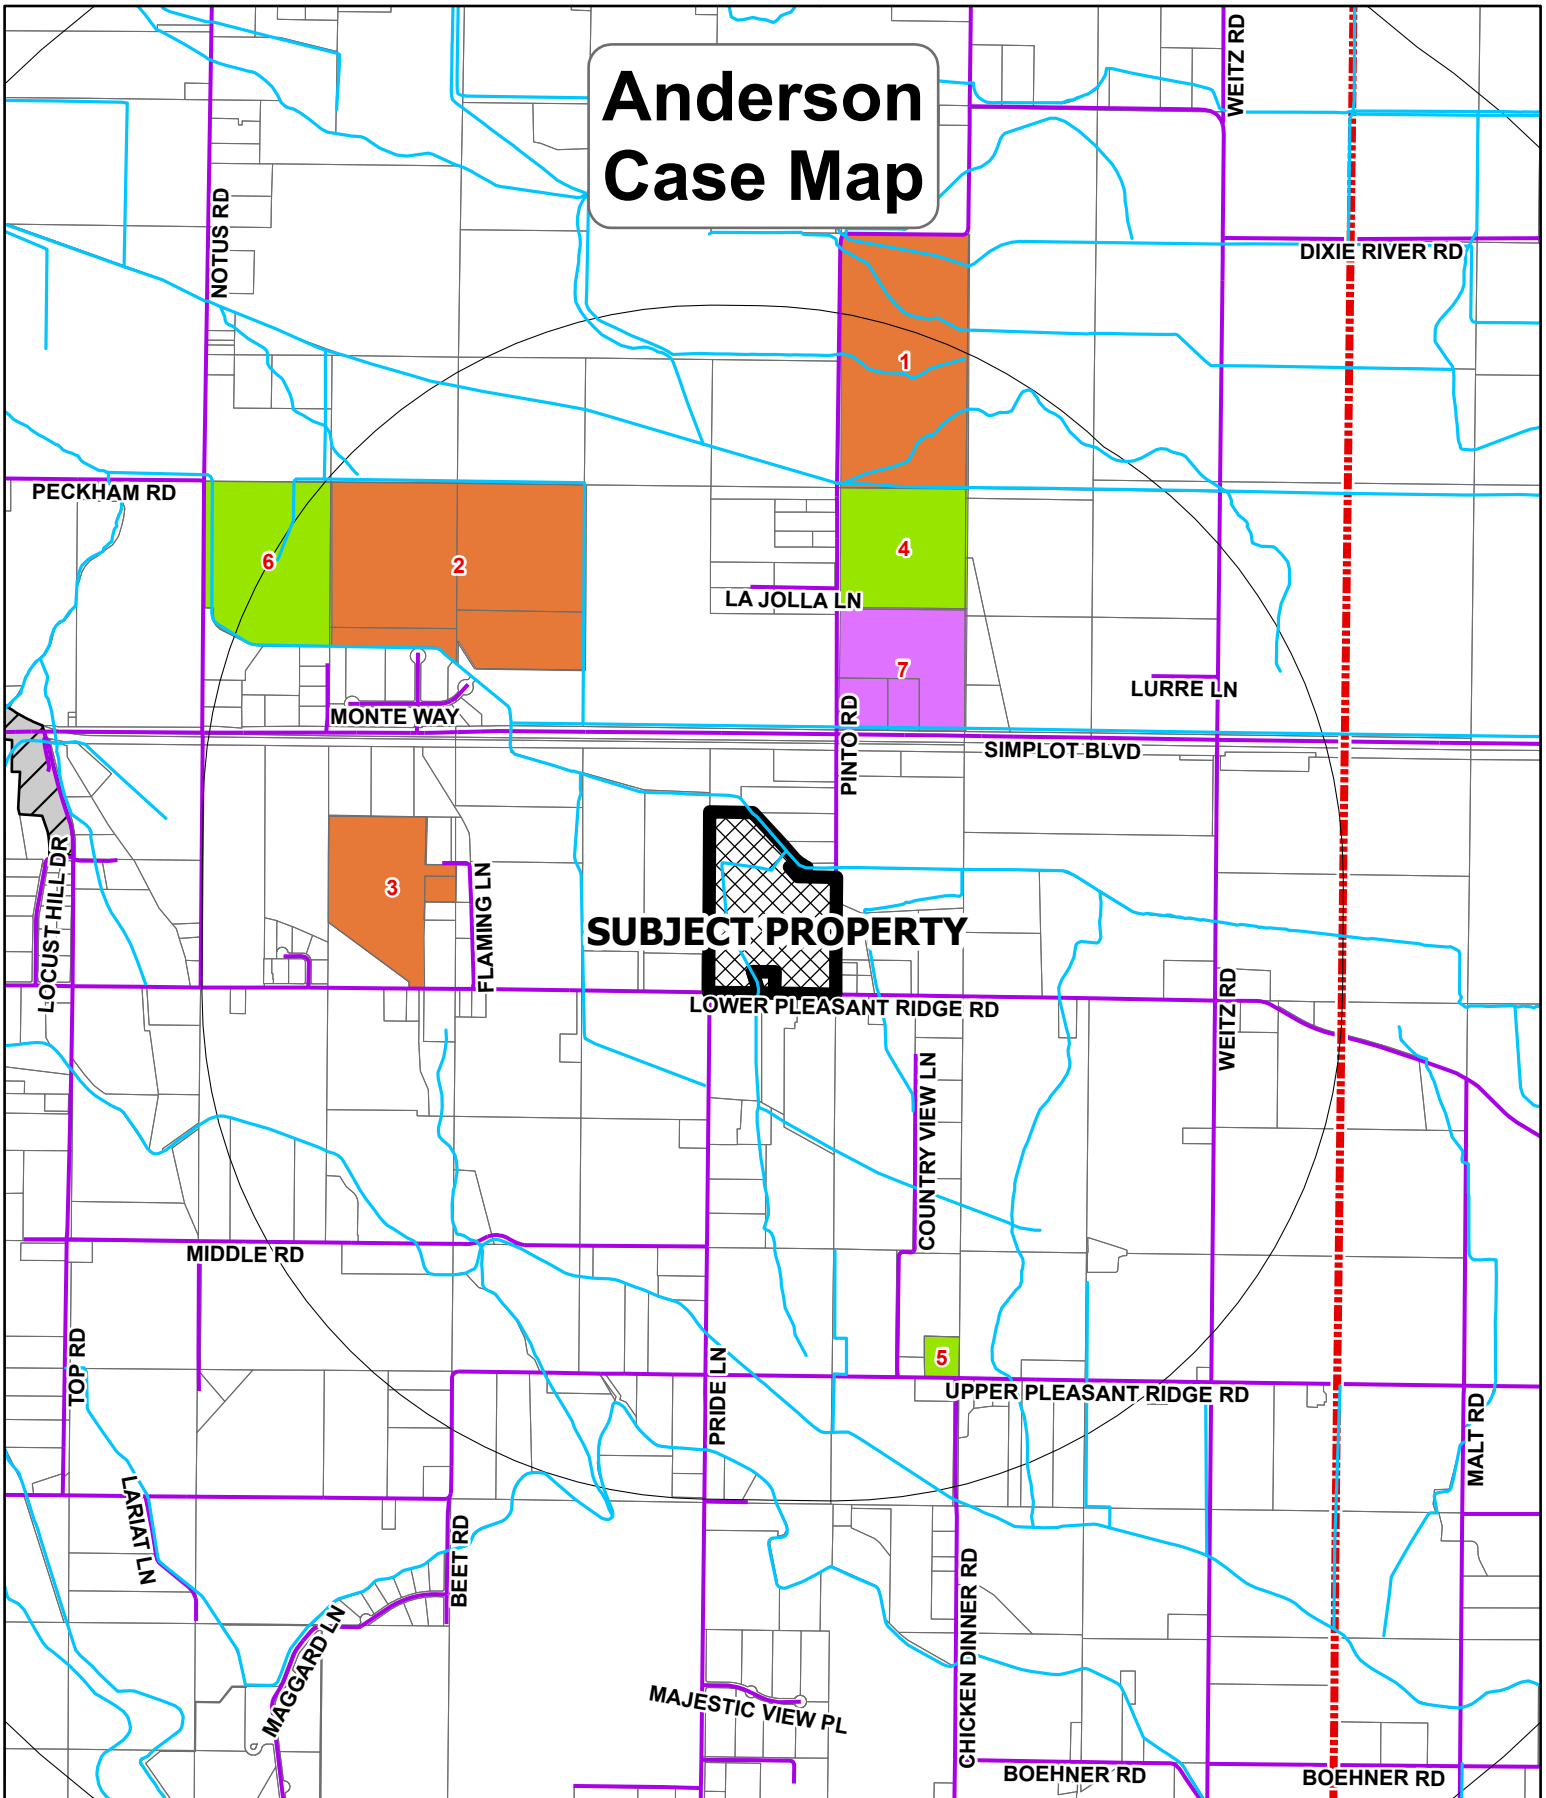 Anderson
Case Map
WEITZ RD
NOTUS RD
DIXIE RIVER RD
1
PECKHAM RD
6
2
4
LA JOLLA LN
7
LURRE LN
MONTE WAY
PINTO RD
SIMPLOT BLVD
LOCUST HILL DR
3
FLAMING LN
SUBJECT PROPERTY
LOWER PLEASANT RIDGE RD
WEITZ RD
COUNTRY VIEW LN
MIDDLE RD
TOP RD
PRIDE LN
5
UPPER PLEASANT RIDGE RD
MALT RD
LARIAT LN
BEET RD
CHICKEN DINNER RD
MAGGARD LN
MAJESTIC VIEW PL
BOEHNER RD
BOEHNER RD